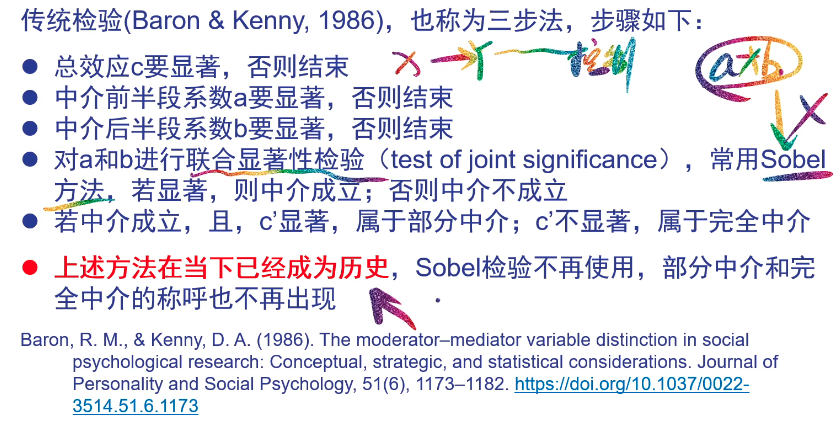 传统检验(Baron & Kenny, 1986)，也称为三步法，步骤如下：
● 总效应c要显著，否则结束
x → Y 控制
a*b
● 中介前半段系数a要显著，否则结束
● 中介后半段系数b要显著，否则结束
● 对a和b进行联合显著性检验（test of joint significance），常用Sobel
方法，若显著，则中介成立；否则中介不成立
● 若中介成立，且，c’显著，属于部分中介；c’不显著，属于完全中介
● 上述方法在当下已经成为历史，Sobel检验不再使用，部分中介和完
全中介的称呼也不再出现
Baron, R. M., & Kenny, D. A. (1986). The moderator–mediator variable distinction in social
psychological research: Conceptual, strategic, and statistical considerations. Journal of
Personality and Social Psychology, 51(6), 1173–1182. https://doi.org/10.1037/0022-
3514.51.6.1173